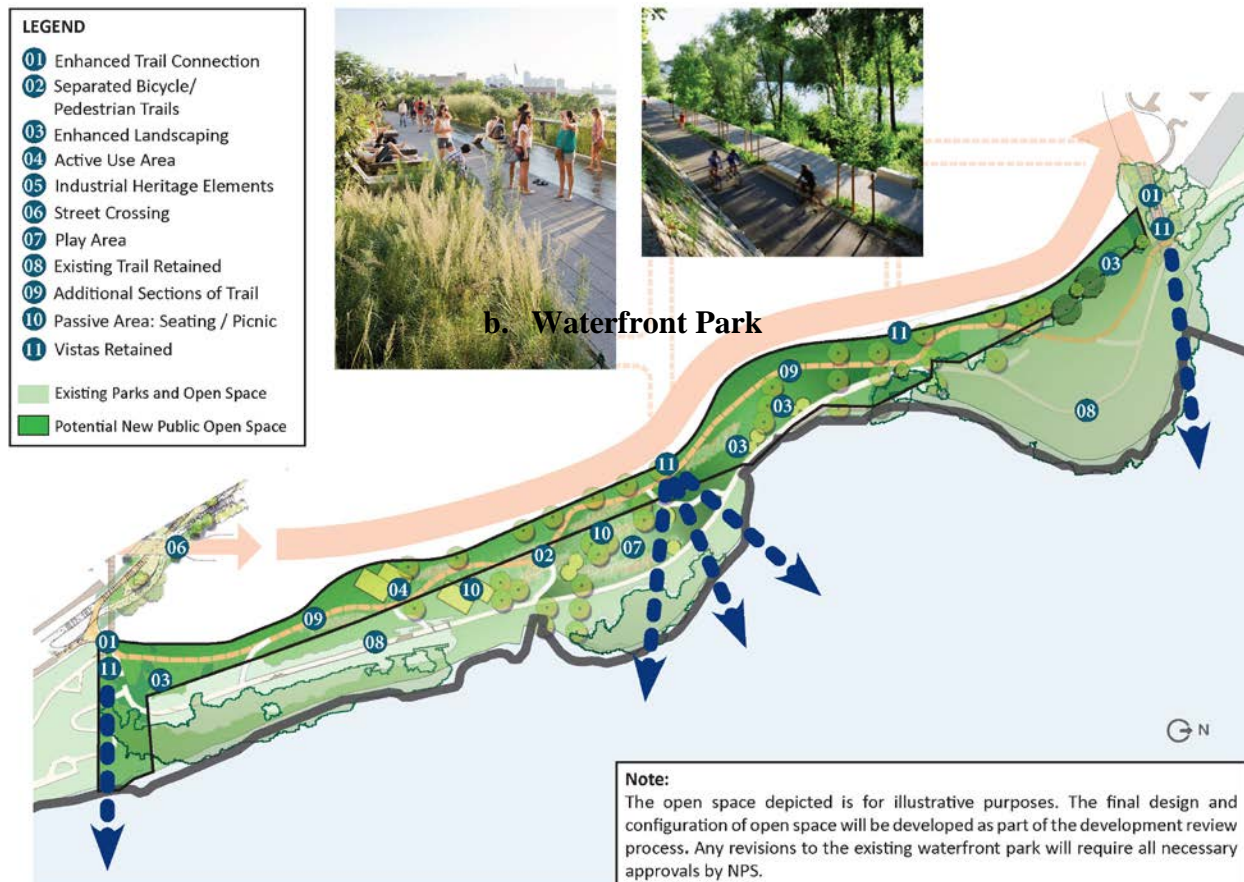 LEGEND
01 Enhanced Trail Connection
02 Separated Bicycle/
Pedestrian Trails
03 Enhanced Landscaping
04 Active Use Area
05 Industrial Heritage Elements
06 Street Crossing
07 Play Area
08 Existing Trail Retained
09 Additional Sections of Trail
10 Passive Area: Seating / Picnic
11 Vistas Retained
Existing Parks and Open Space
Potential New Public Open Space
b. Waterfront Park
01
11
03
11
09
03
08
03
11
10
07
02
06
04
10
09
08
01
11
03
N
Note:
The open space depicted is for illustrative purposes. The final design and
configuration of open space will be developed as part of the development review
process. Any revisions to the existing waterfront park will require all necessary
approvals by NPS.